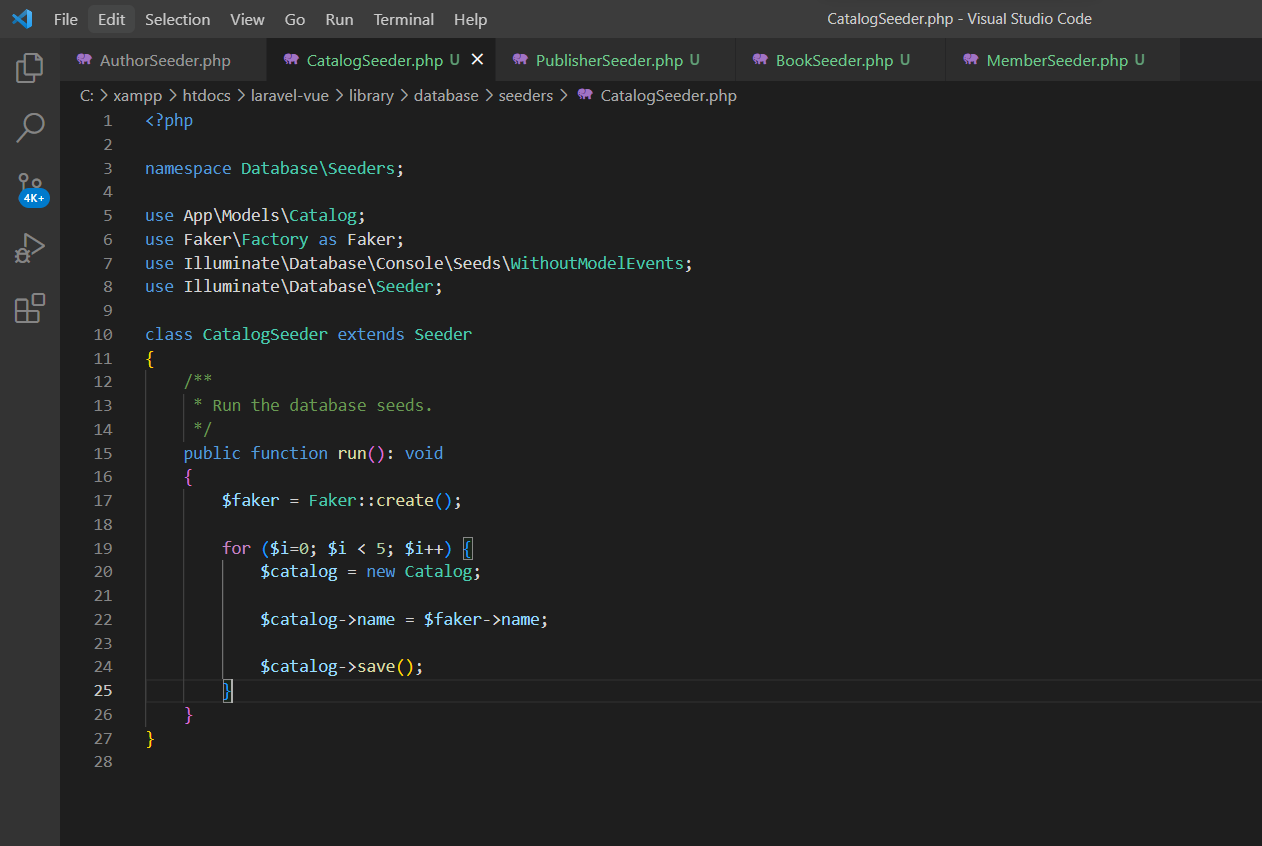 File Edit Selection View Go Run Terminal Help CatalogSeeder.php - Visual Studio Code
AuthorSeeder.php CatalogSeeder.php U PublisherSeeder.php U BookSeeder.php U MemberSeeder.php U
C: > xampp > htdocs > laravel-vue > library > database > seeders > CatalogSeeder.php
4K+
1 <?php
2
3 namespace Database\Seeders;
4
5 use App\Models\Catalog;
6 use Faker\Factory as Faker;
7 use Illuminate\Database\Console\Seeds\WithoutModelEvents;
8 use Illuminate\Database\Seeder;
9
10 class CatalogSeeder extends Seeder
11 {
12     /**
13      * Run the database seeds.
14      */
15     public function run(): void
16     {
17         $faker = Faker::create();
18
19         for ($i=0; $i < 5; $i++) {
20             $catalog = new Catalog;
21
22             $catalog->name = $faker->name;
23
24             $catalog->save();
25         }
26     }
27 }
28